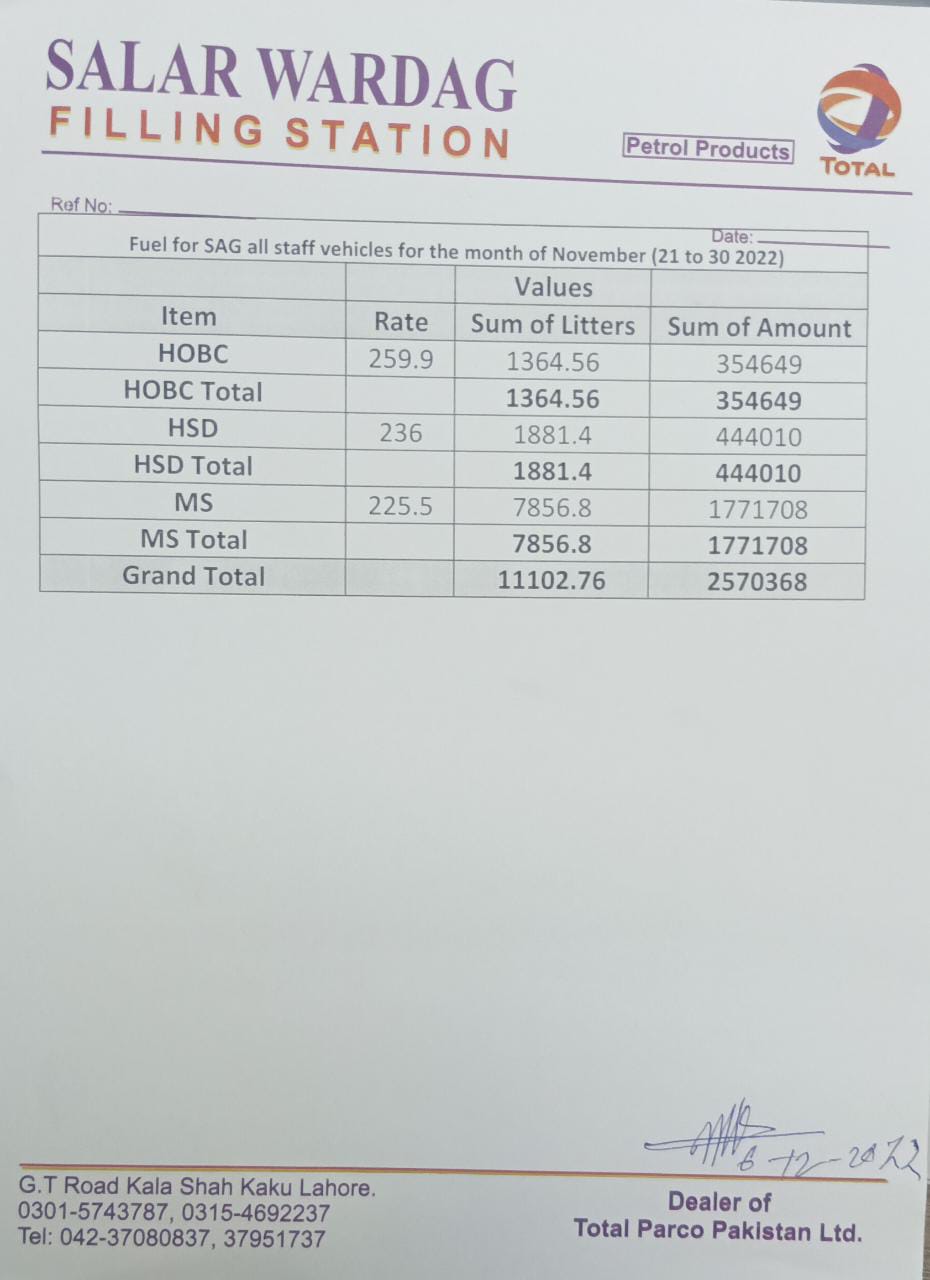 SALAR WARDAG
FILLING STATION
Petrol Products
TOTAL
Ref No:
Date:
Fuel for SAG all staff vehicles for the month of November (21 to 30 2022)
Values
Item Rate Sum of Litters Sum of Amount
HOBC 259.9 1364.56 354649
HOBC Total 1364.56 354649
HSD 236 1881.4 444010
HSD Total 1881.4 444010
MS 225.5 7856.8 1771708
MS Total 7856.8 1771708
Grand Total 11102.76 2570368
6-12-2022
G.T Road Kala Shah Kaku Lahore.
0301-5743787, 0315-4692237
Tel: 042-37080837, 37951737
Dealer of
Total Parco Pakistan Ltd.